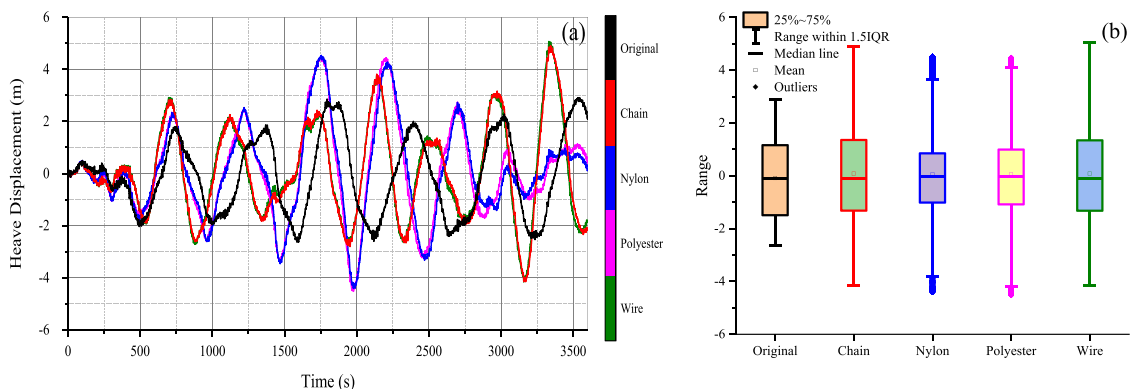 (a)
Heave Displacement (m)
6
4
2
0
-2
-4
-6
0 500 1000 1500 2000 2500 3000 3500
Time (s)
Original
Chain
Nylon
Polyester
Wire
(b)
25%~75%
Range within 1.5IQR
Median line
Mean
Outliers
Range
6
4
2
0
-2
-4
-6
Original Chain Nylon Polyester Wire